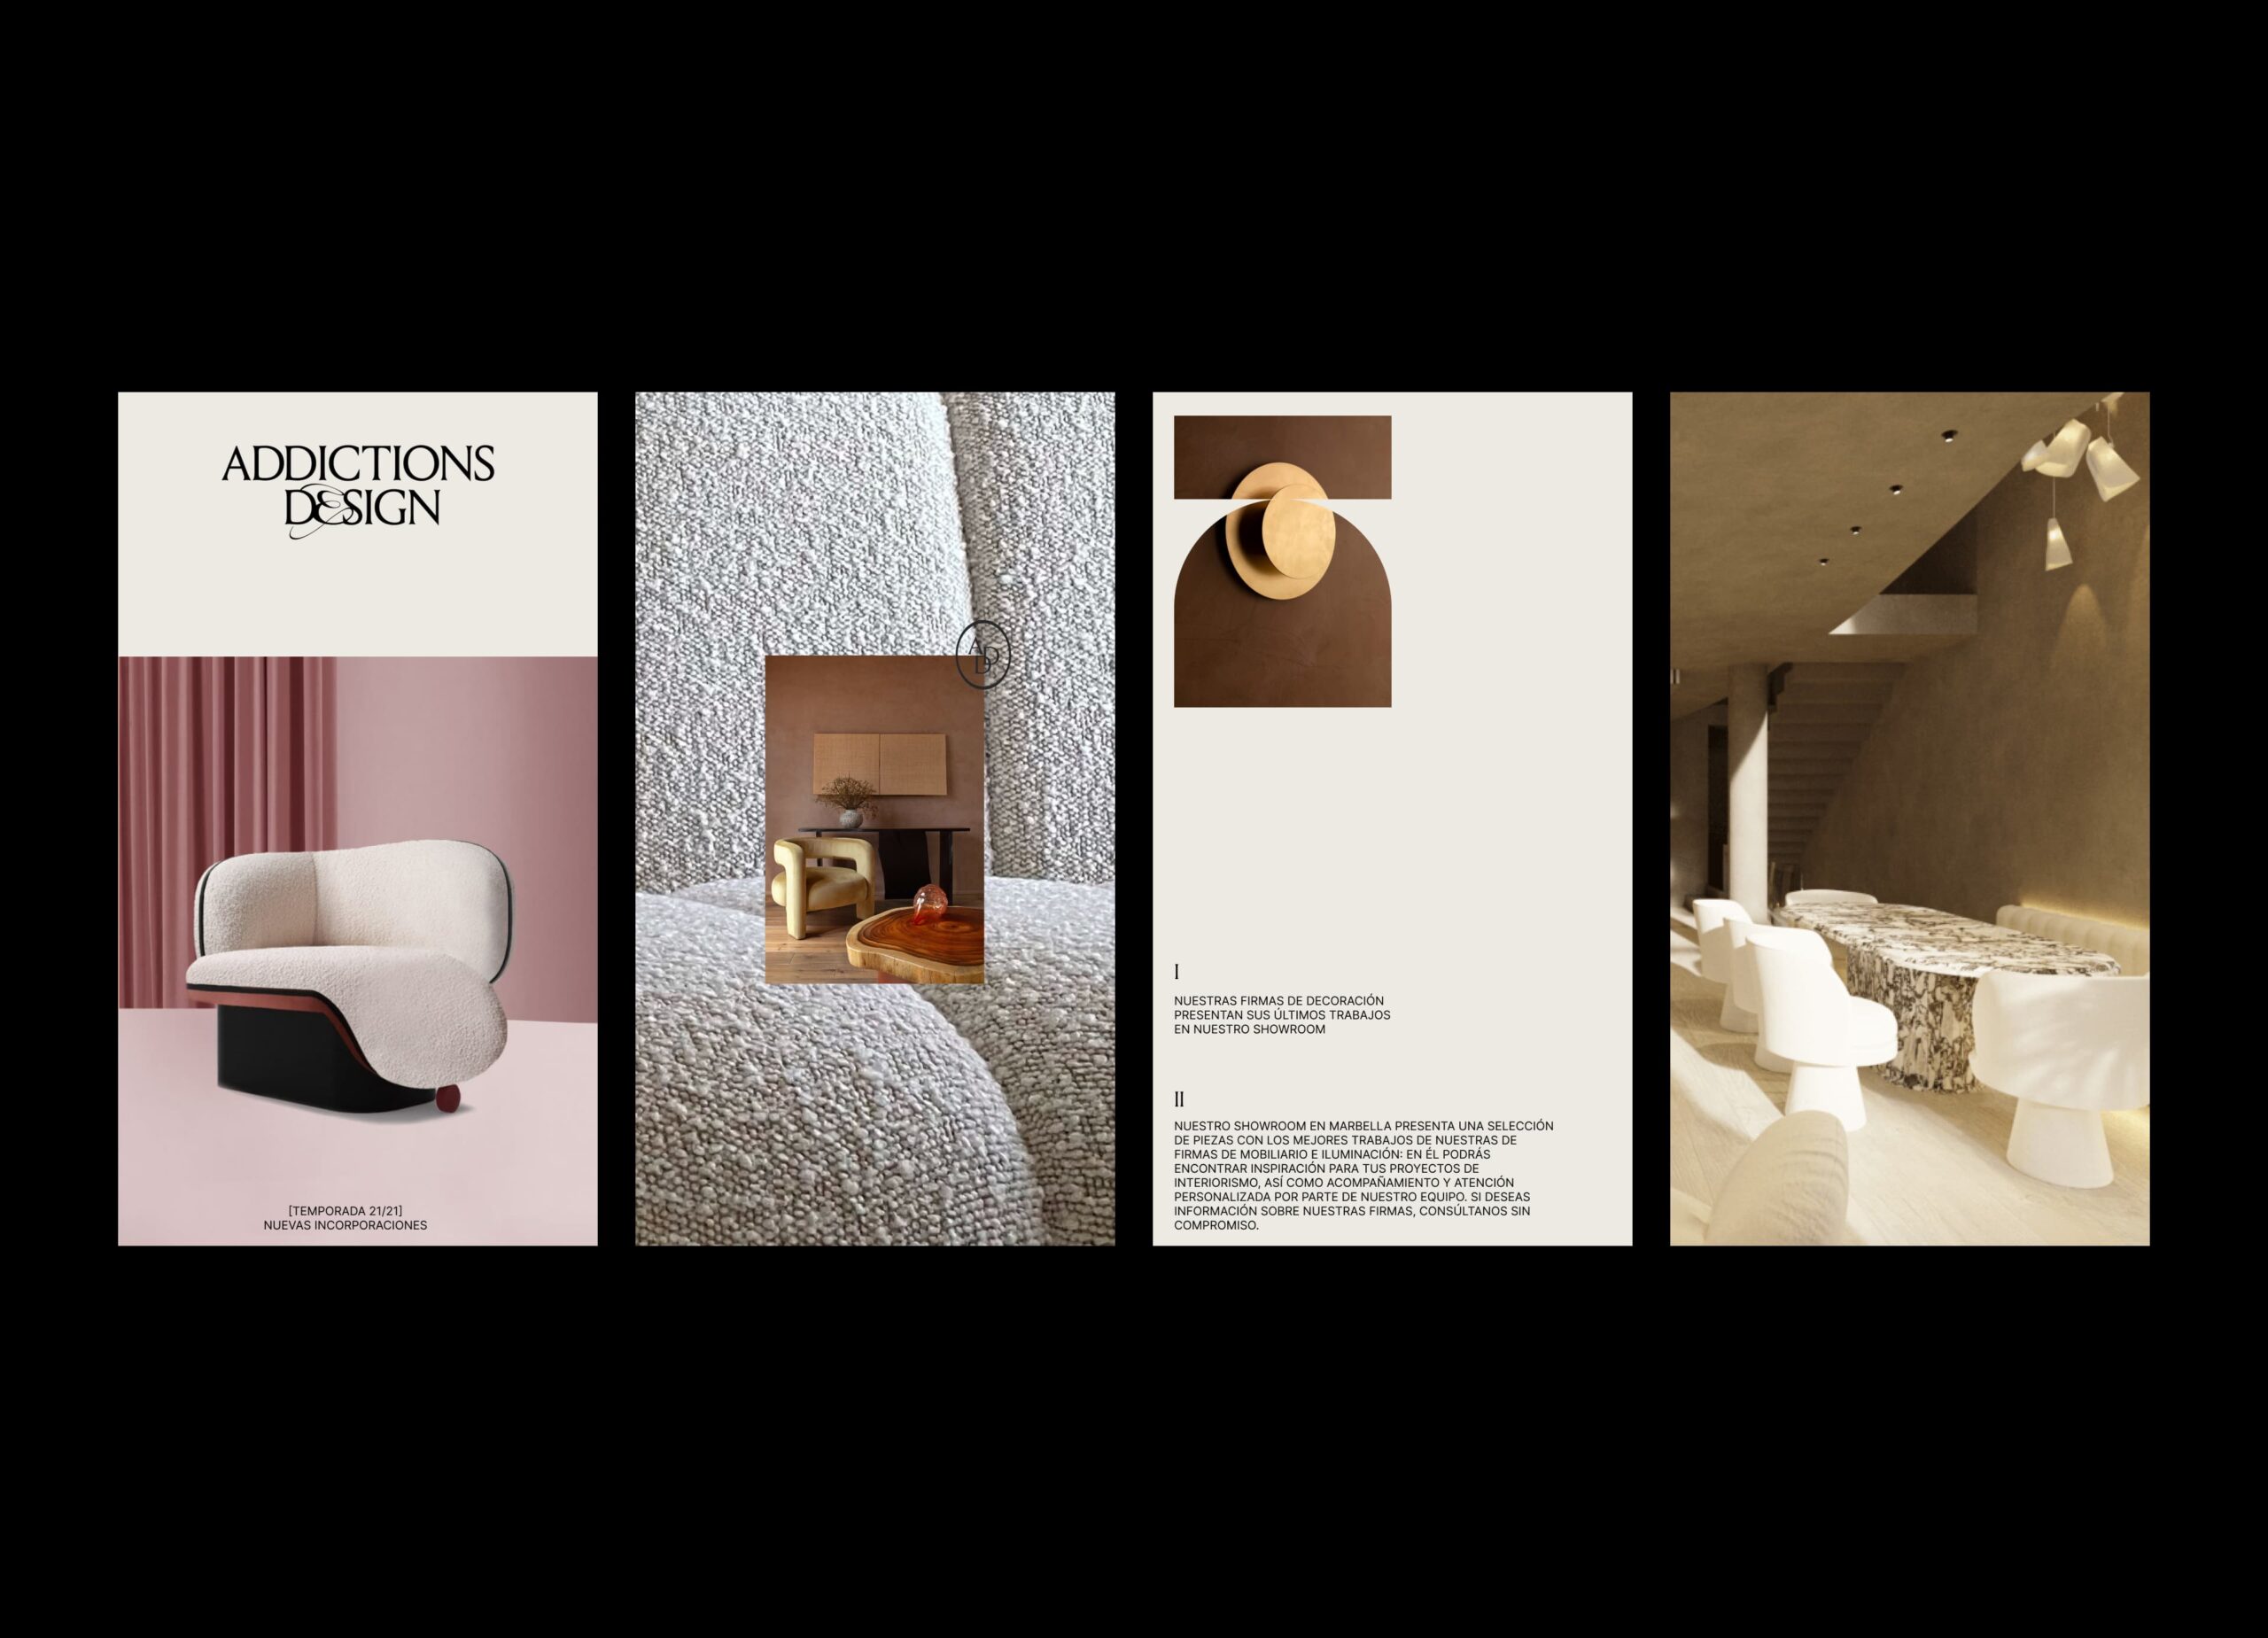 ADDICTIONS
DESIGN
[TEMPORADA 21/21]
NUEVAS INCORPORACIONES
AD
D
I
NUESTRAS FIRMAS DE DECORACIÓN
PRESENTAN SUS ÚLTIMOS TRABAJOS
EN NUESTRO SHOWROOM
II
NUESTRO SHOWROOM EN MARBELLA PRESENTA UNA SELECCIÓN
DE PIEZAS CON LOS MEJORES TRABAJOS DE NUESTRAS DE
FIRMAS DE MOBILIARIO E ILUMINACIÓN: EN ÉL PODRÁS
ENCONTRAR INSPIRACIÓN PARA TUS PROYECTOS DE
INTERIORISMO, ASÍ COMO ACOMPAÑAMIENTO Y ATENCIÓN
PERSONALIZADA POR PARTE DE NUESTRO EQUIPO. SI DESEAS
INFORMACIÓN SOBRE NUESTRAS FIRMAS, CONSÚLTANOS SIN
COMPROMISO.